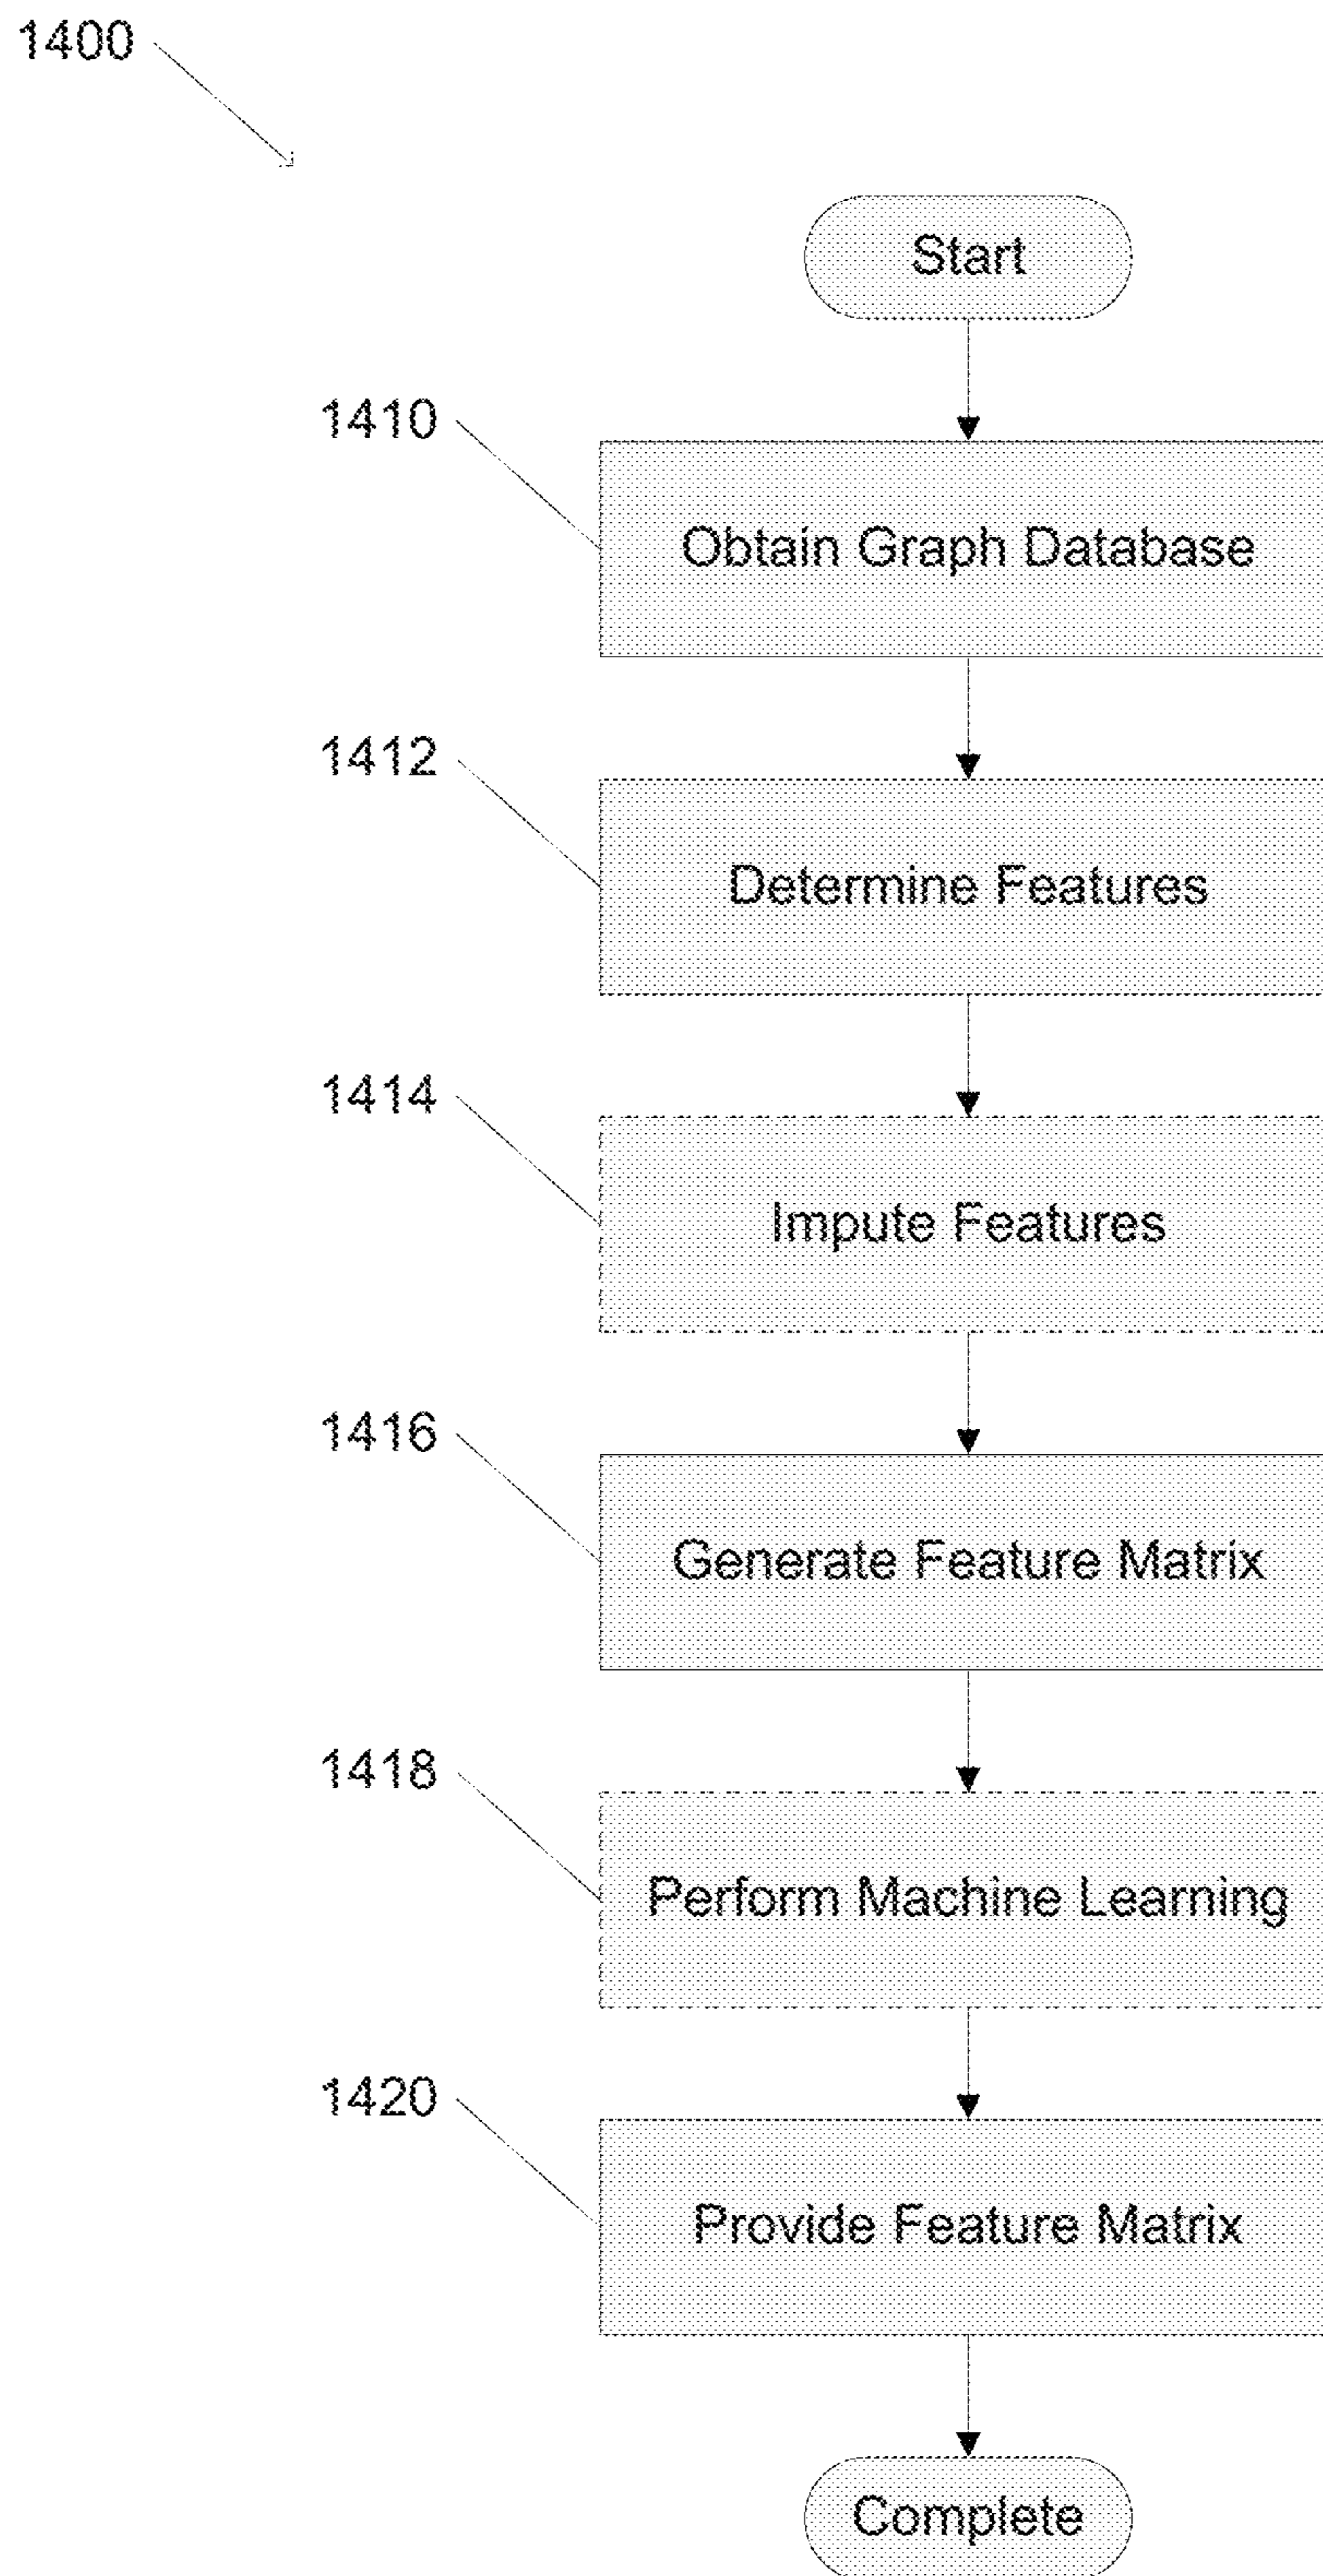 1400
Start
1410
Obtain Graph Database
1412
Determine Features
1414
Impute Features
1416
Generate Feature Matrix
1418
Perform Machine Learning
1420
Provide Feature Matrix
Complete